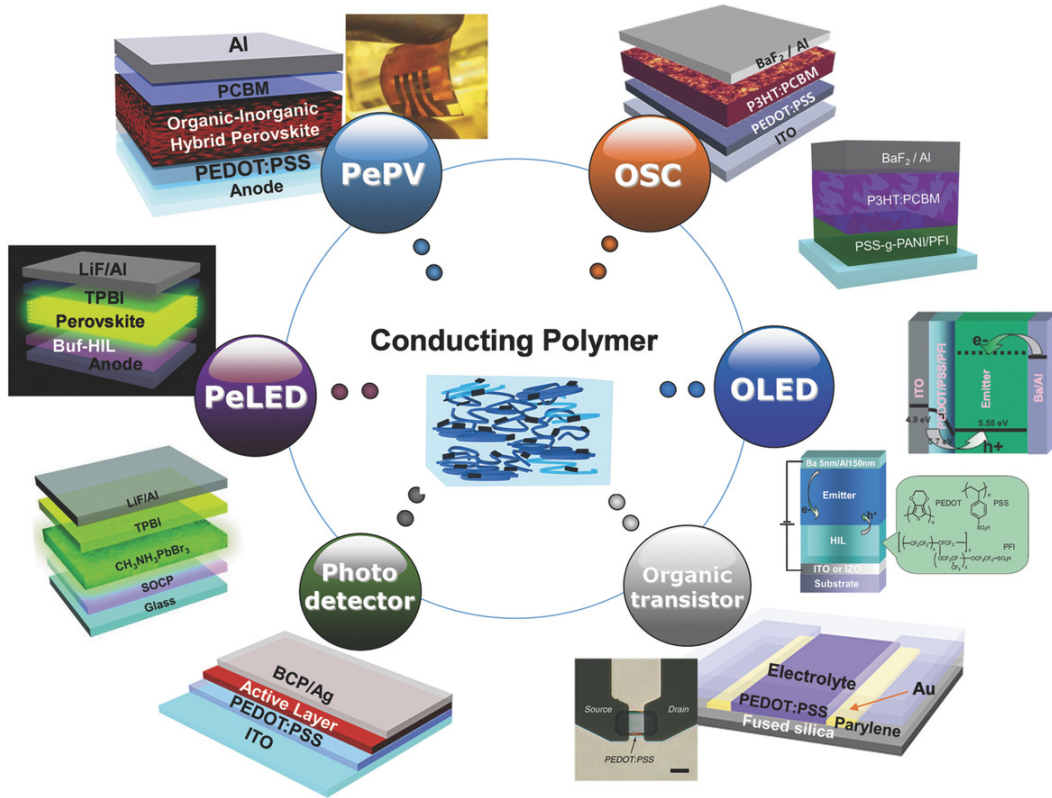 Al
PCBM
Organic-Inorganic
Hybrid Perovskite
PEDOT:PSS
Anode
PePV
OSC
BaF₂ / Al
P3HT:PCBM
PEDOT:PSS
ITO
BaF₂ / Al
P3HT:PCBM
PSS-g-PANI/PFI
LiF/Al
TPBI
Perovskite
Buf-HIL
Anode
PeLED
Conducting Polymer
OLED
ITO
PEDOT/PSS/PFI
Emitter
Ba/Al
e-
4.9 eV
5.7 eV
5.55 eV
h+
LiF/Al
TPBI
CH₃NH₃PbBr₃
SOCP
Glass
Ba 5nm/Al150nm
Emitter
e-
h+
HIL
ITO or IZO
Substrate
PEDOT
PSS
SO₃H
PFI
Photo
detector
Organic
transistor
BCP/Ag
Active Layer
PEDOT:PSS
ITO
Source
Drain
PEDOT:PSS
Electrolyte
Au
PEDOT:PSS
Parylene
Fused silica